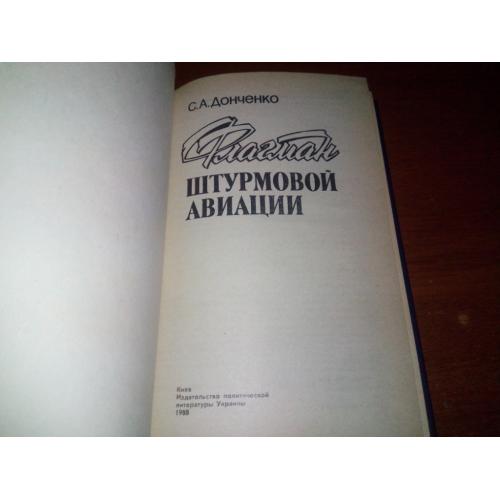 С.А.Донченко
Флагман
ШТУРМОВОЙ
АВИАЦИИ
Киев
Издательство политической
литературы Украины
1988